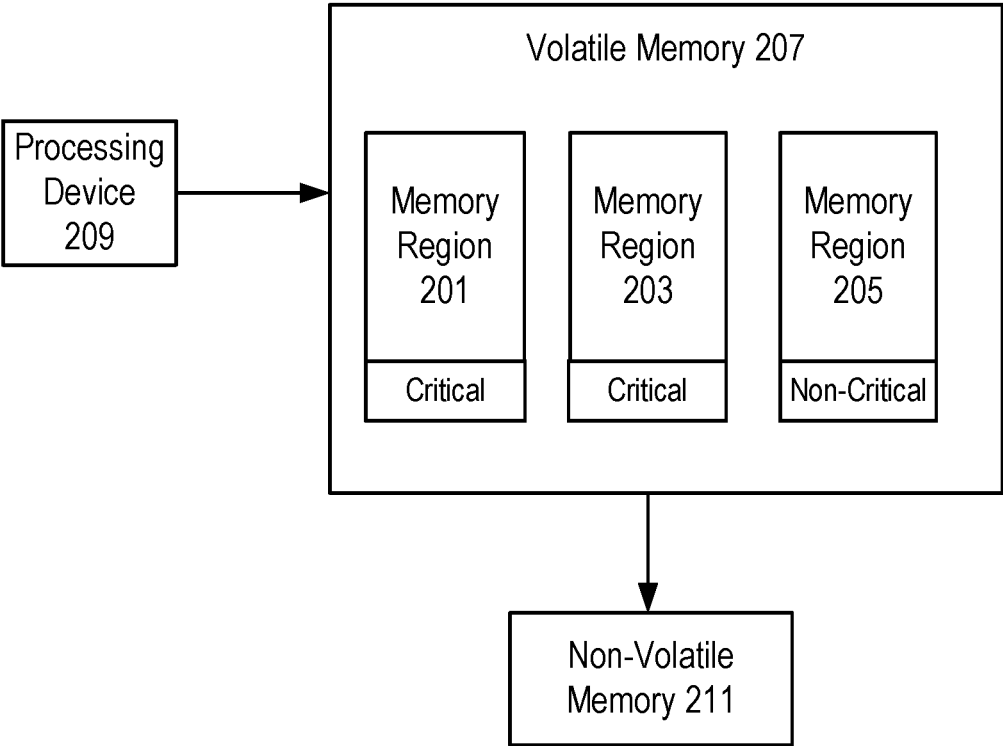 Volatile Memory 207
Processing
Device
209
Memory
Region
201
Critical
Memory
Region
203
Critical
Memory
Region
205
Non-Critical
Non-Volatile
Memory 211